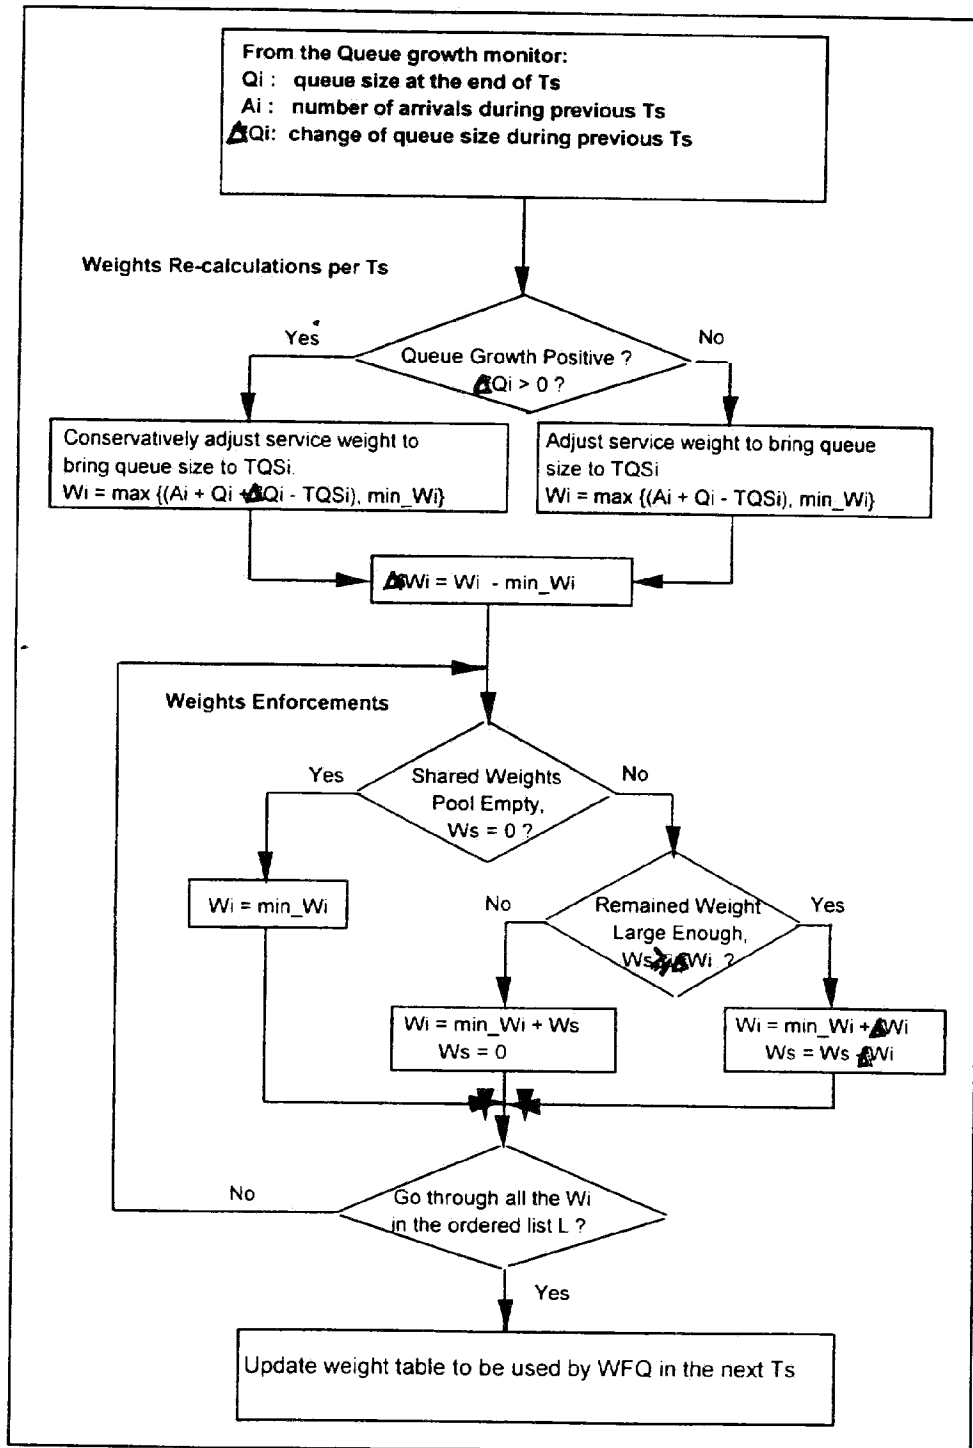 From the Queue growth monitor:
Qi : queue size at the end of Ts
Ai : number of arrivals during previous Ts
ΔQi: change of queue size during previous Ts
Weights Re-calculations per Ts
Yes
No
Queue Growth Positive ?
ΔQi > 0 ?
Conservatively adjust service weight to
bring queue size to TQSi.
Wi = max {(Ai + Qi + ΔQi - TQSi), min_Wi}
Adjust service weight to bring queue
size to TQSi
Wi = max {(Ai + Qi - TQSi), min_Wi}
ΔWi = Wi - min_Wi
Weights Enforcements
Yes
No
Shared Weights
Pool Empty,
Ws = 0 ?
Wi = min_Wi
No
Yes
Remained Weight
Large Enough,
Ws ΔWi ?
Wi = min_Wi + Ws
Ws = 0
Wi = min_Wi + ΔWi
Ws = Ws - ΔWi
No
Go through all the Wi
in the ordered list L ?
Yes
Update weight table to be used by WFQ in the next Ts